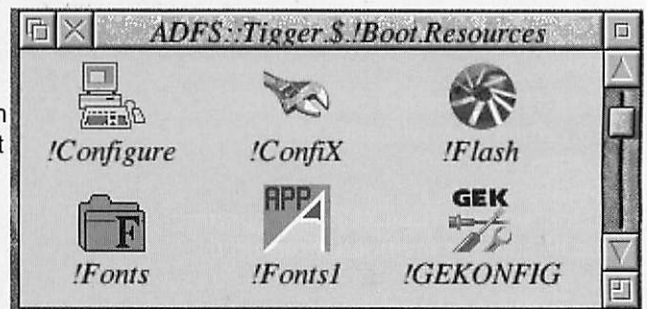 ADFS::Tigger.$.!Boot.Resources
!Configure !ConfiX !Flash
F APP GEK
!Fonts !Fonts1 !GEKONFIG